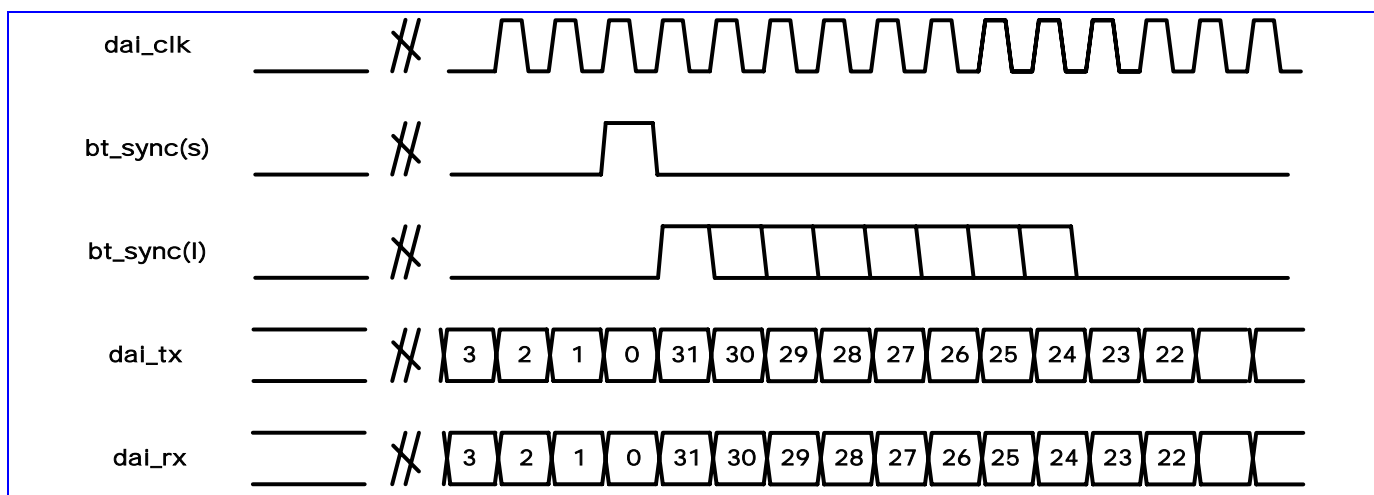 dai_clk
bt_sync(s)
bt_sync(l)
dai_tx 3 2 1 0 31 30 29 28 27 26 25 24 23 22
dai_rx 3 2 1 0 31 30 29 28 27 26 25 24 23 22